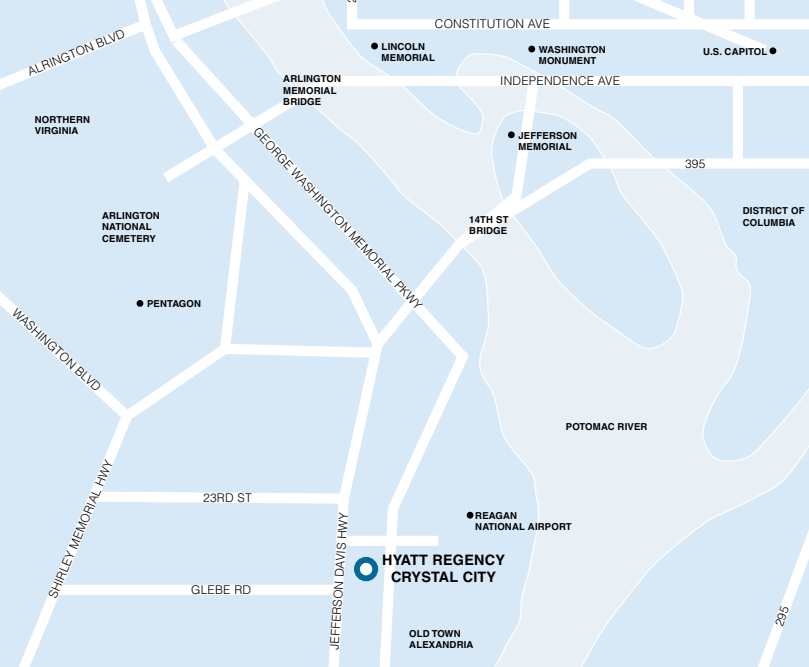 CONSTITUTION AVE
ALRINGTON BLVD
LINCOLN
MEMORIAL
WASHINGTON
MONUMENT
U.S. CAPITOL
ARLINGTON
MEMORIAL
BRIDGE
INDEPENDENCE AVE
NORTHERN
VIRGINIA
JEFFERSON
MEMORIAL
GEORGE WASHINGTON MEMORIAL PKWY
395
ARLINGTON
NATIONAL
CEMETERY
14TH ST
BRIDGE
DISTRICT OF
COLUMBIA
PENTAGON
WASHINGTON BLVD
POTOMAC RIVER
SHIRLEY MEMORIAL HWY
23RD ST
REAGAN
NATIONAL AIRPORT
JEFFERSON DAVIS HWY
HYATT REGENCY
CRYSTAL CITY
GLEBE RD
295
OLD TOWN
ALEXANDRIA